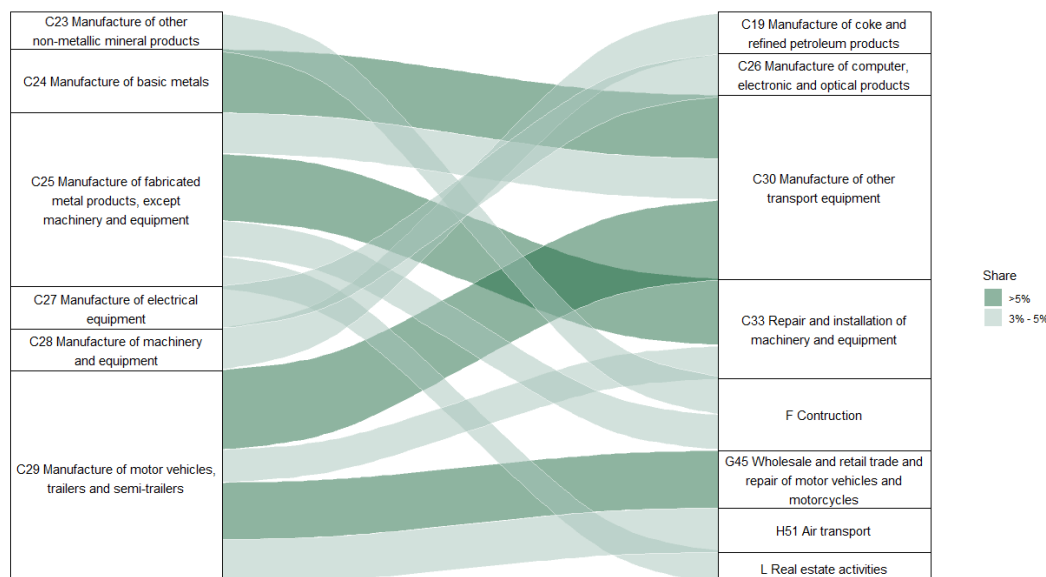 C23 Manufacture of other
non-metallic mineral products
C24 Manufacture of basic metals
C25 Manufacture of fabricated
metal products, except
machinery and equipment
C27 Manufacture of electrical
equipment
C28 Manufacture of machinery
and equipment
C29 Manufacture of motor vehicles,
trailers and semi-trailers
C19 Manufacture of coke and
refined petroleum products
C26 Manufacture of computer,
electronic and optical products
C30 Manufacture of other
transport equipment
C33 Repair and installation of
machinery and equipment
F Contruction
G45 Wholesale and retail trade and
repair of motor vehicles and
motorcycles
H51 Air transport
L Real estate activities
Share
>5%
3% - 5%